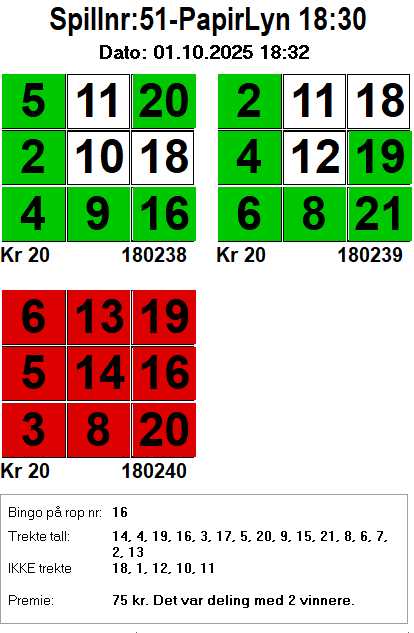 Spillnr:51-PapirLyn 18:30
Dato: 01.10.2025 18:32
5 11 20
2 10 18
4 9 16
Kr 20 180238
2 11 18
4 12 19
6 8 21
Kr 20 180239
6 13 19
5 14 16
3 8 20
Kr 20 180240
Bingo på rop nr: 16
Trekte tall: 14, 4, 19, 16, 3, 17, 5, 20, 9, 15, 21, 8, 6, 7,
2, 13
IKKE trekte 18, 1, 12, 10, 11
Premie: 75 kr. Det var deling med 2 vinnere.